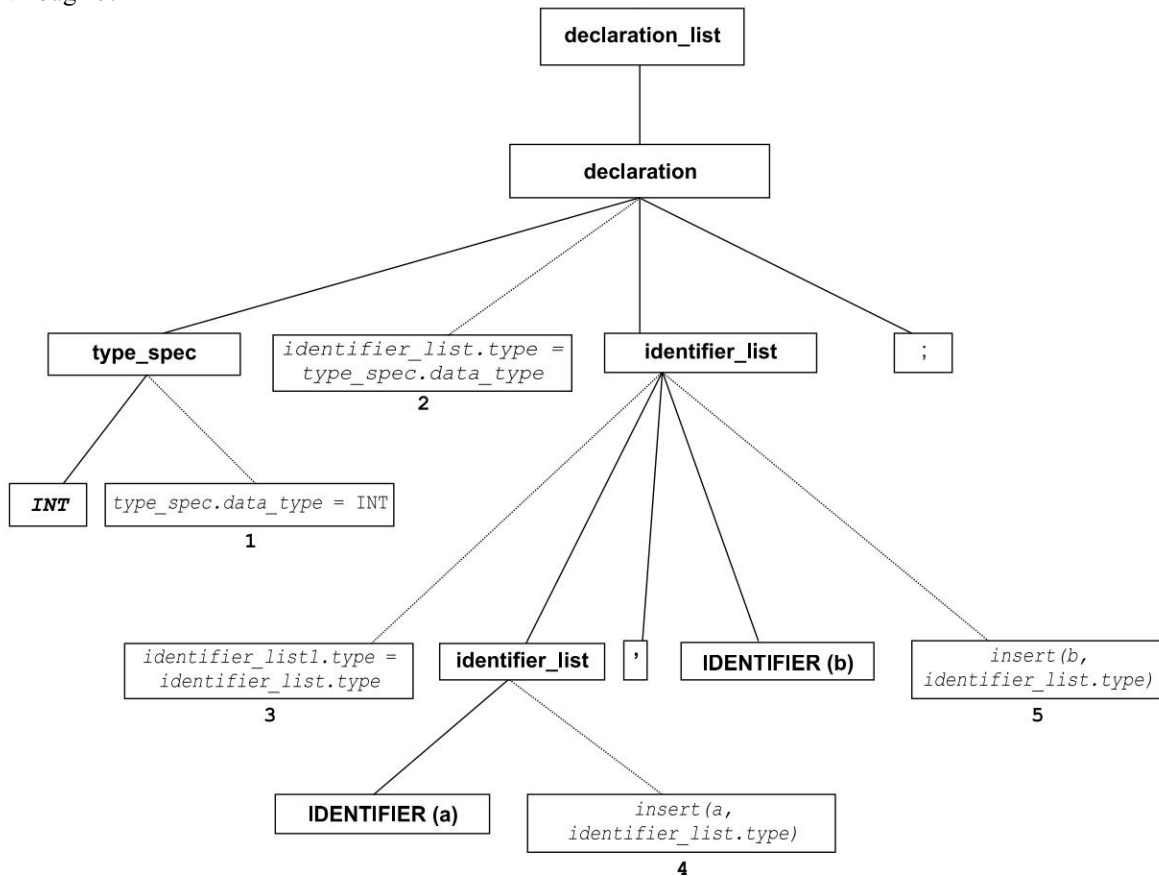 declaration_list
declaration
type_spec
identifier_list.type =
type_spec.data_type
2
identifier_list
;
INT
type_spec.data_type = INT
1
identifier_list1.type =
identifier_list.type
3
identifier_list
,
IDENTIFIER (b)
insert(b,
identifier_list.type)
5
IDENTIFIER (a)
insert(a,
identifier_list.type)
4